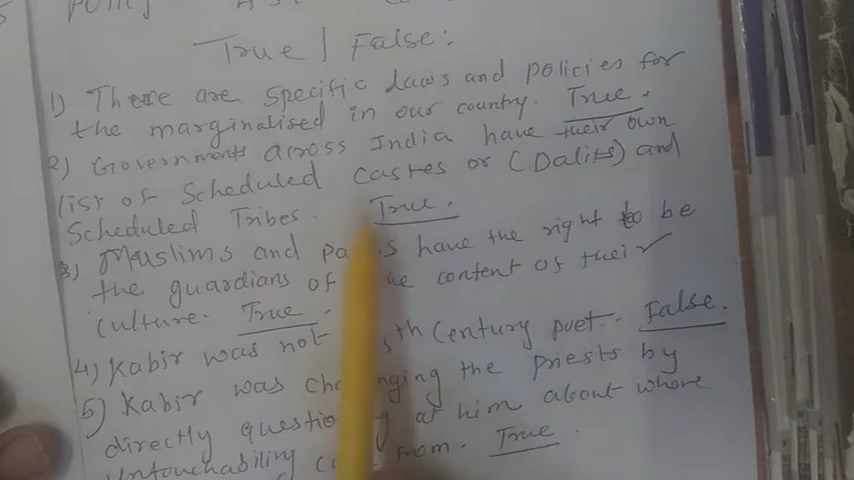 True | False:
1) There are specific laws and policies for
the marginalised in our country. True.
2) Governments across India have their own
list of Scheduled Castes or (Dalits) and
Scheduled Tribes. True.
3) Muslims and have the right to be
the guardians of content of their
culture. True.
4) Kabir was not Century poet. False.
5) Kabir was the priests by
directly at him about where
Untouchability from. True.